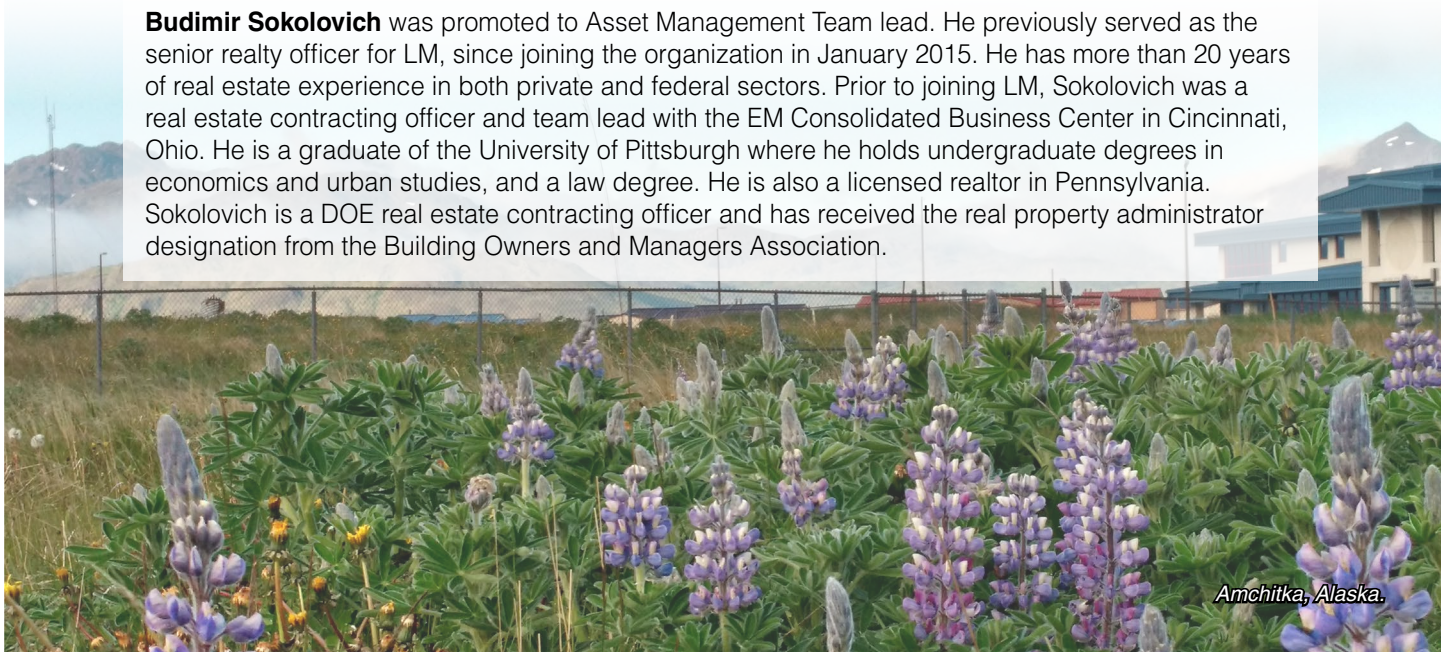 Budimir Sokolovich was promoted to Asset Management Team lead. He previously served as the
senior realty officer for LM, since joining the organization in January 2015. He has more than 20 years
of real estate experience in both private and federal sectors. Prior to joining LM, Sokolovich was a
real estate contracting officer and team lead with the EM Consolidated Business Center in Cincinnati,
Ohio. He is a graduate of the University of Pittsburgh where he holds undergraduate degrees in
economics and urban studies, and a law degree. He is also a licensed realtor in Pennsylvania.
Sokolovich is a DOE real estate contracting officer and has received the real property administrator
designation from the Building Owners and Managers Association.
Amchitka, Alaska.